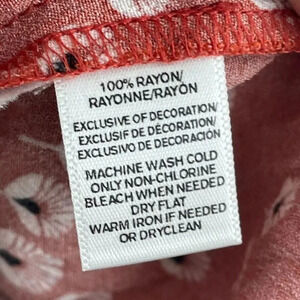 100% RAYON/
RAYONNE/RAYÓN
EXCLUSIVE OF DECORATION/
EXCLUSIF DE DÉCORATION/
EXCLUSIVO DE DECORACIÓN
MACHINE WASH COLD
ONLY NON-CHLORINE
BLEACH WHEN NEEDED
DRY FLAT
WARM IRON IF NEEDED
OR DRYCLEAN